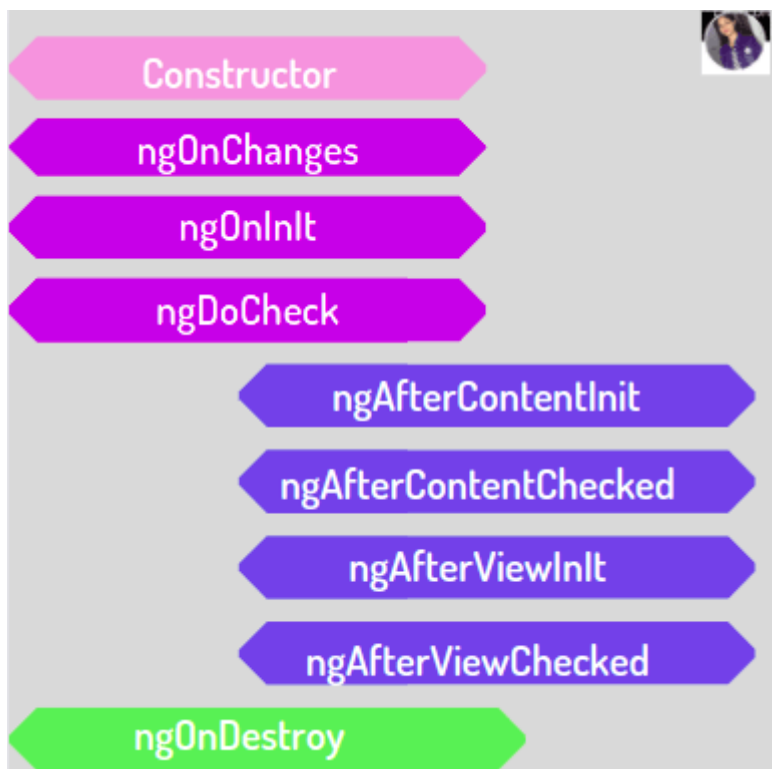 Constructor
ngOnChanges
ngOnInIt
ngDoCheck
ngAfterContentInit
ngAfterContentChecked
ngAfterViewInIt
ngAfterViewChecked
ngOnDestroy